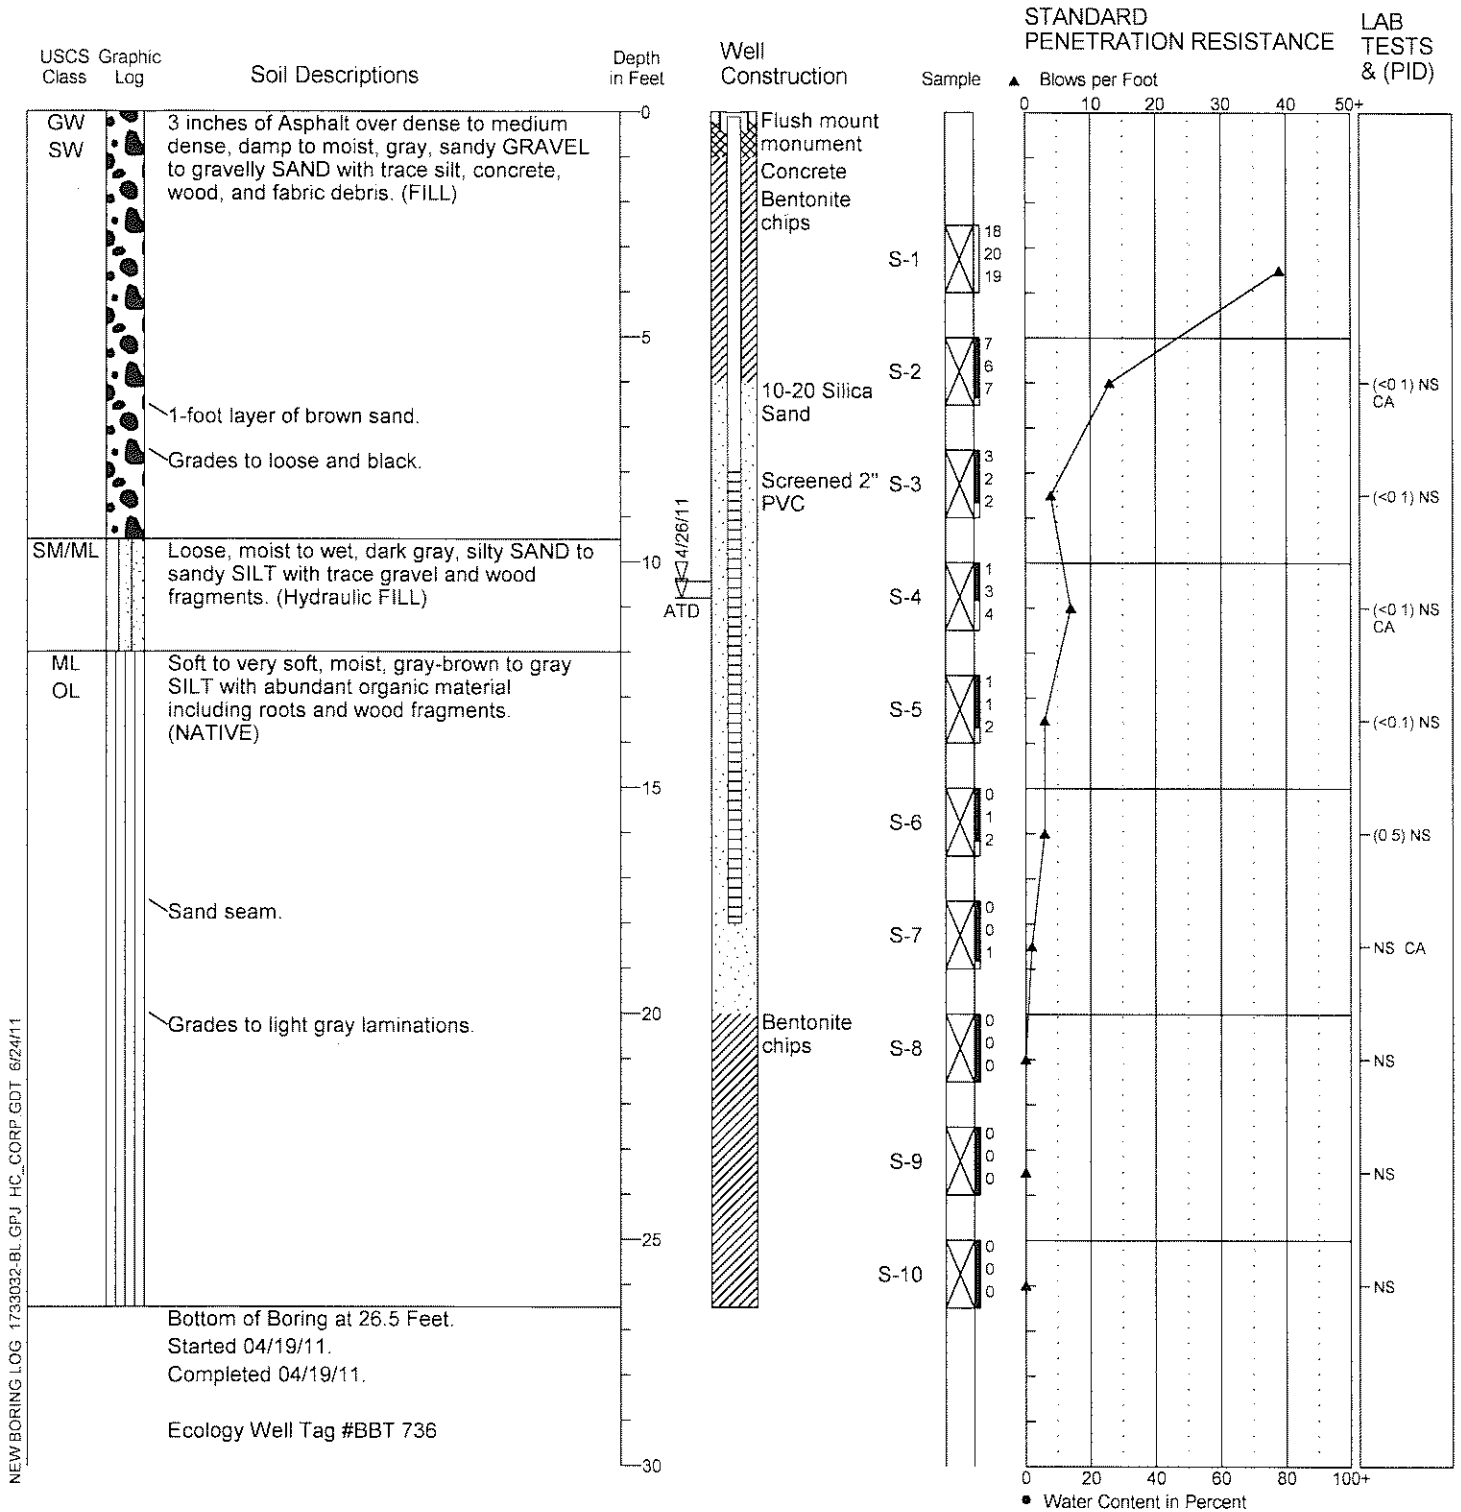 STANDARD
PENETRATION RESISTANCE
LAB
TESTS
& (PID)
USCS Graphic
Class Log
Soil Descriptions
Depth
in Feet
Well
Construction
Sample
▲ Blows per Foot
0 10 20 30 40 50+
GW
SW
3 inches of Asphalt over dense to medium
dense, damp to moist, gray, sandy GRAVEL
to gravelly SAND with trace silt, concrete,
wood, and fabric debris. (FILL)
1-foot layer of brown sand.
Grades to loose and black.
SM/ML
Loose, moist to wet, dark gray, silty SAND to
sandy SILT with trace gravel and wood
fragments. (Hydraulic FILL)
ML
OL
Soft to very soft, moist, gray-brown to gray
SILT with abundant organic material
including roots and wood fragments.
(NATIVE)
Sand seam.
Grades to light gray laminations.
Bottom of Boring at 26.5 Feet.
Started 04/19/11.
Completed 04/19/11.
Ecology Well Tag #BBT 736
0
5
10
15
20
25
30
4/26/11
ATD
Flush mount
monument
Concrete
Bentonite
chips
10-20 Silica
Sand
Screened 2"
PVC
Bentonite
chips
S-1
18
20
19
S-2
7
6
7
S-3
3
2
2
S-4
1
3
4
S-5
1
1
2
S-6
0
1
2
S-7
0
0
1
S-8
0
0
0
S-9
0
0
0
S-10
0
0
0
(<0 1) NS
CA
(<0 1) NS
(<0 1) NS
CA
(<0.1) NS
(0 5) NS
NS CA
NS
NS
NS
0 20 40 60 80 100+
● Water Content in Percent
NEW BORING LOG 1733032-BL.GPJ HC_CORP.GDT 6/24/11